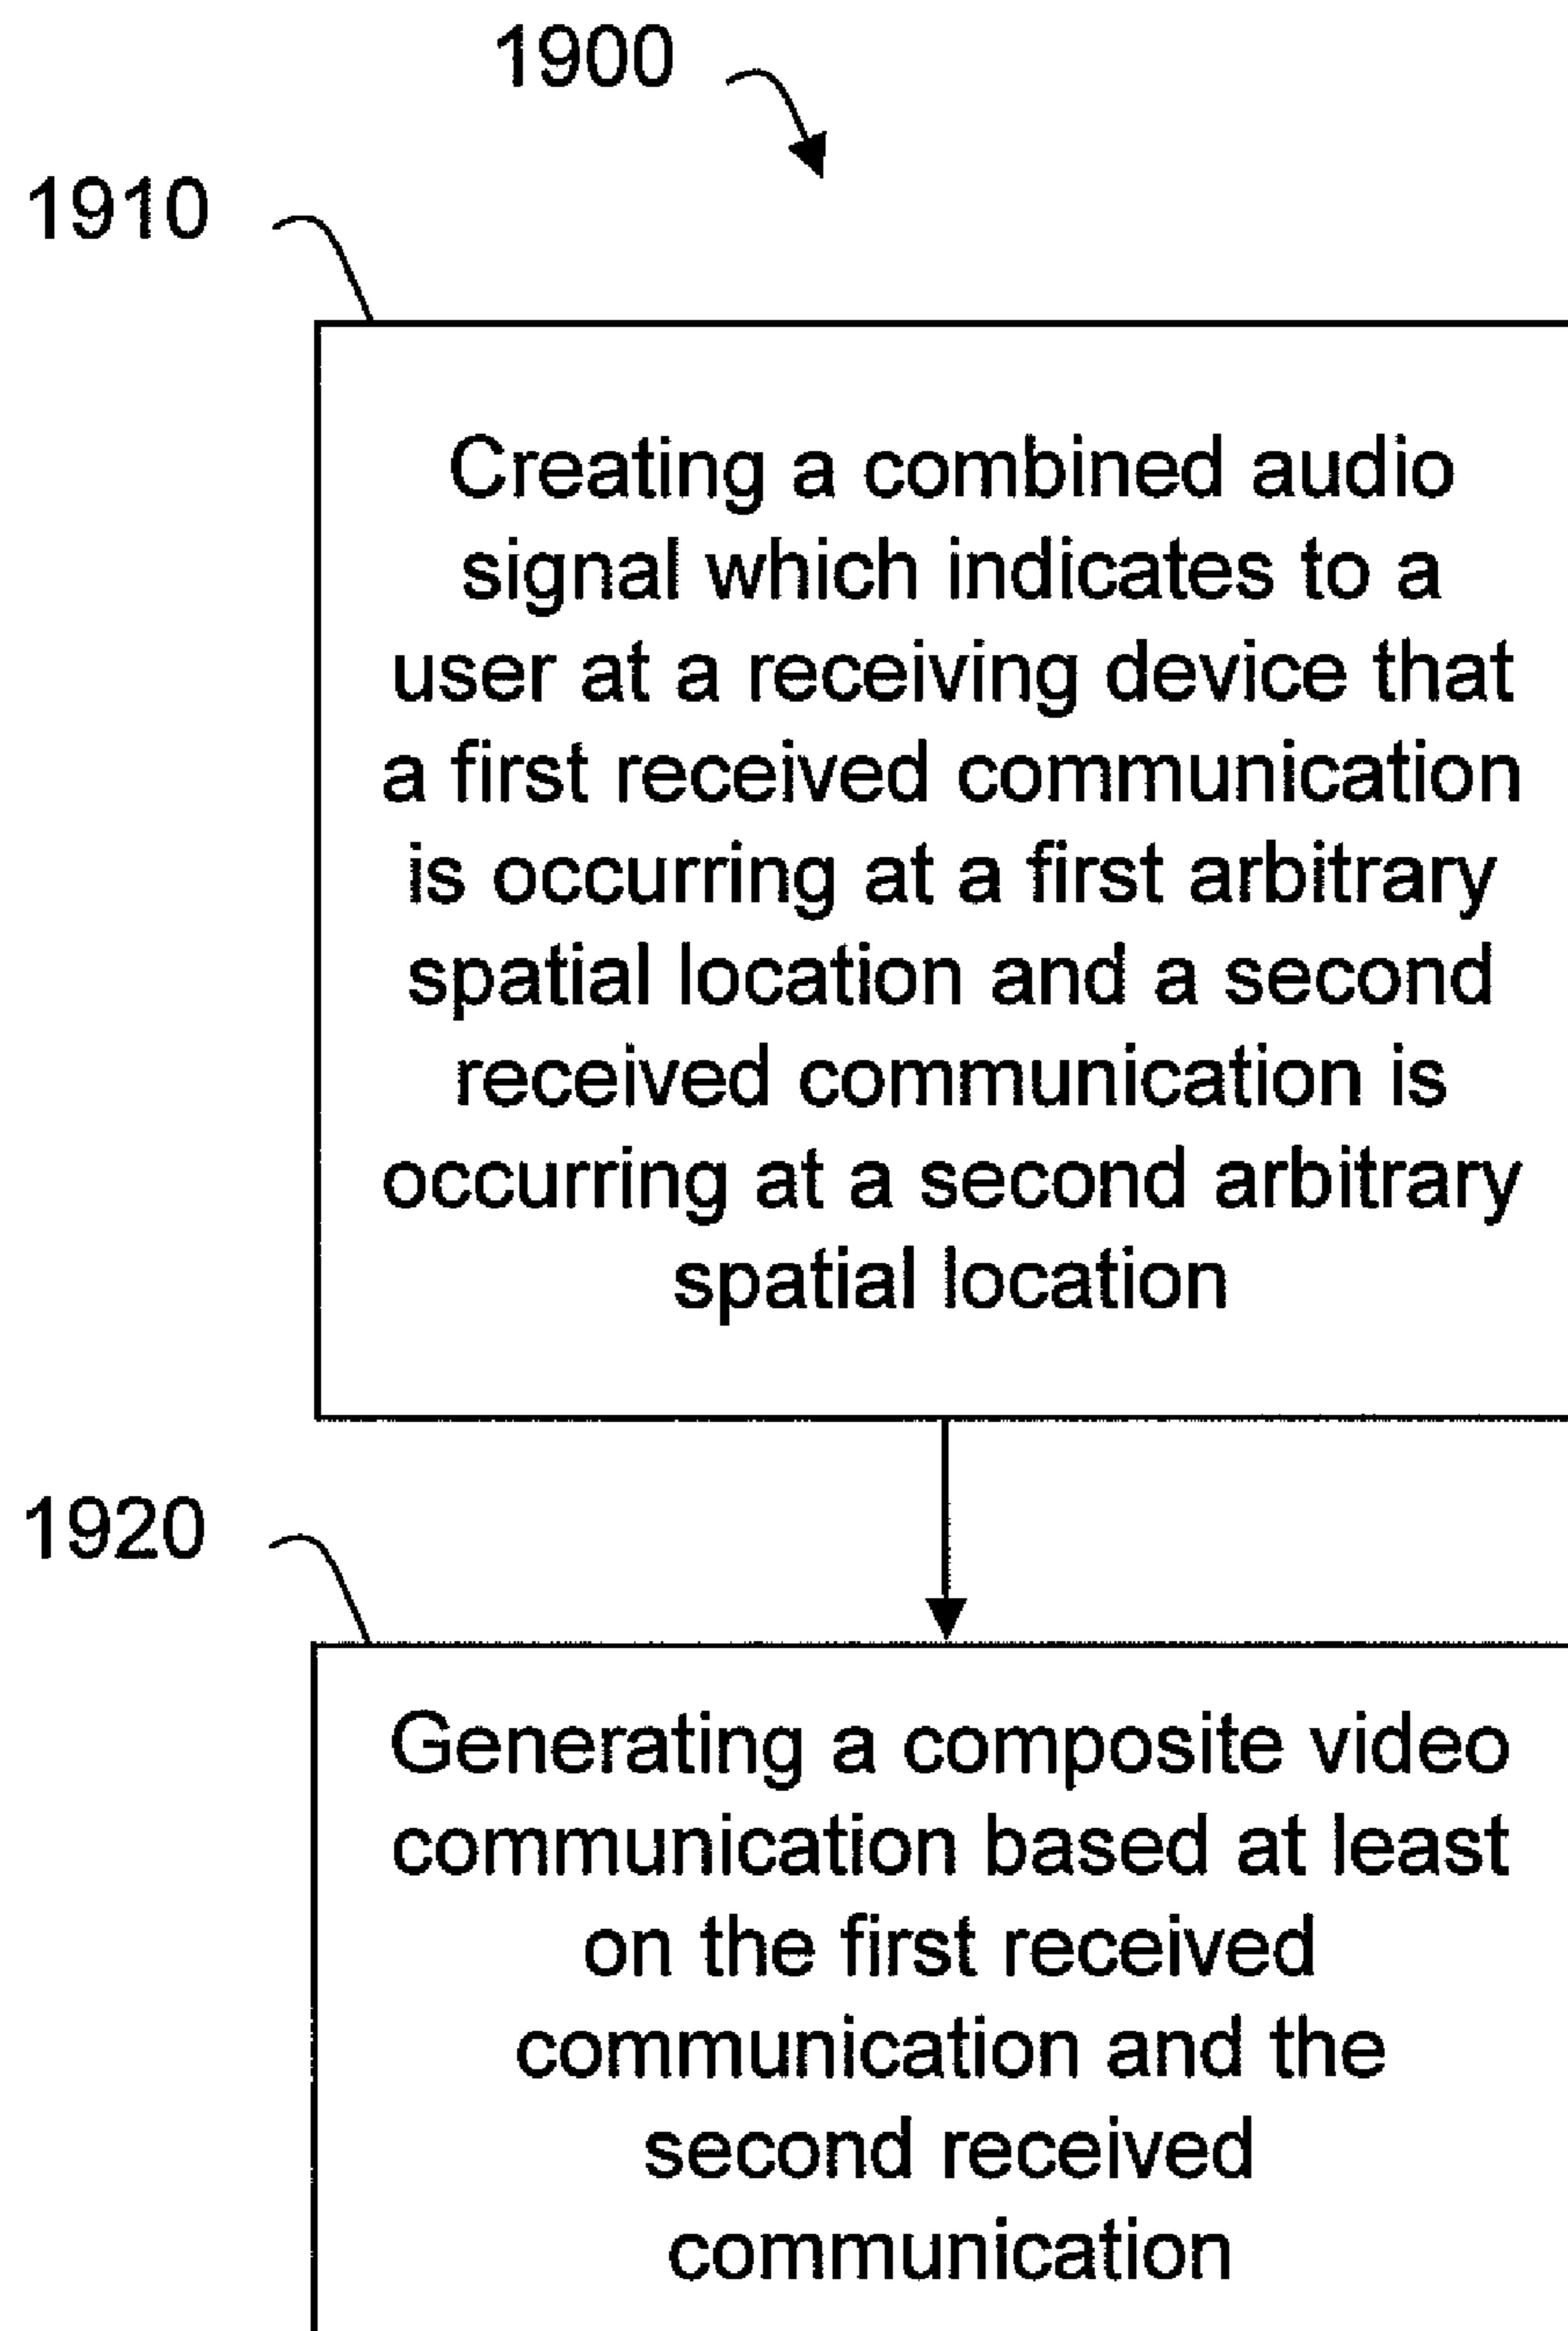 1900
1910
Creating a combined audio
signal which indicates to a
user at a receiving device that
a first received communication
is occurring at a first arbitrary
spatial location and a second
received communication is
occurring at a second arbitrary
spatial location
1920
Generating a composite video
communication based at least
on the first received
communication and the
second received
communication